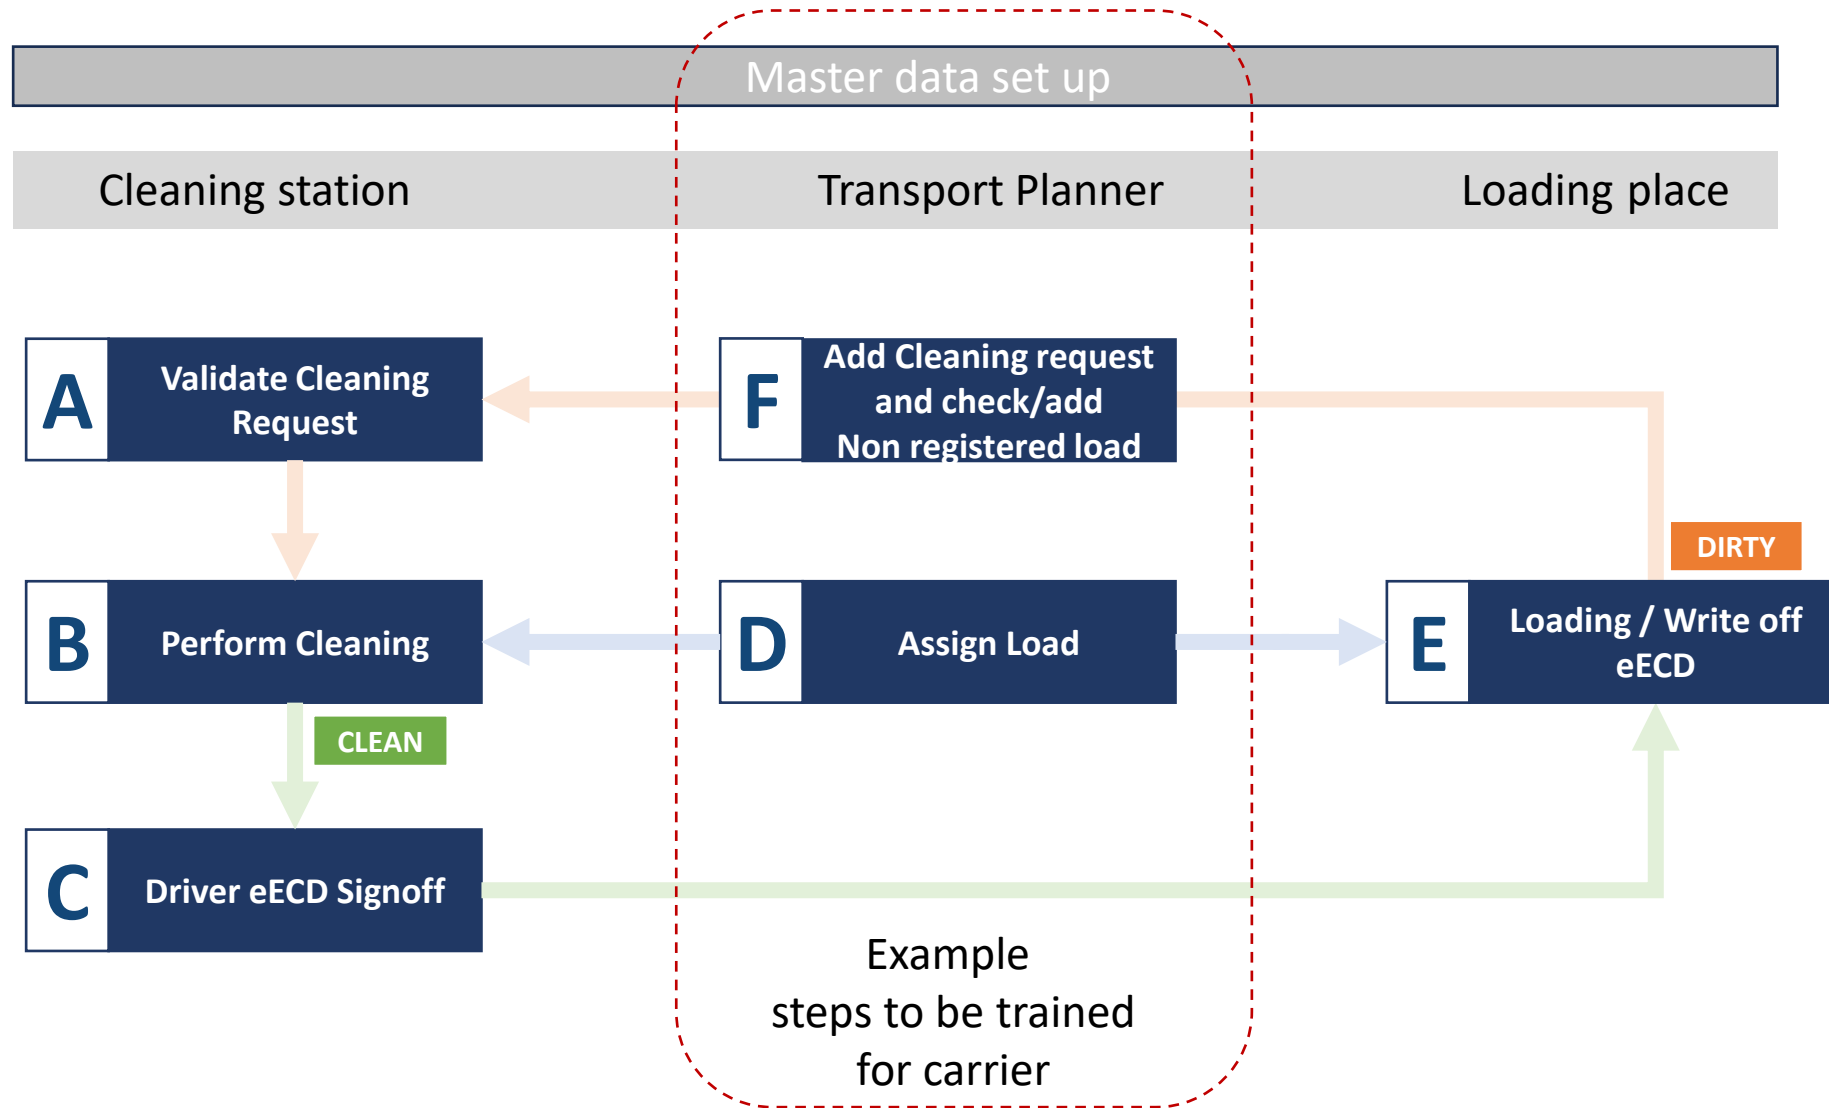 Master data set up
Cleaning station
Transport Planner
Loading place
A
Validate Cleaning
Request
F
Add Cleaning request
and check/add
Non registered load
DIRTY
B
Perform Cleaning
D
Assign Load
E
Loading / Write off
eECD
CLEAN
C
Driver eECD Signoff
Example
steps to be trained
for carrier